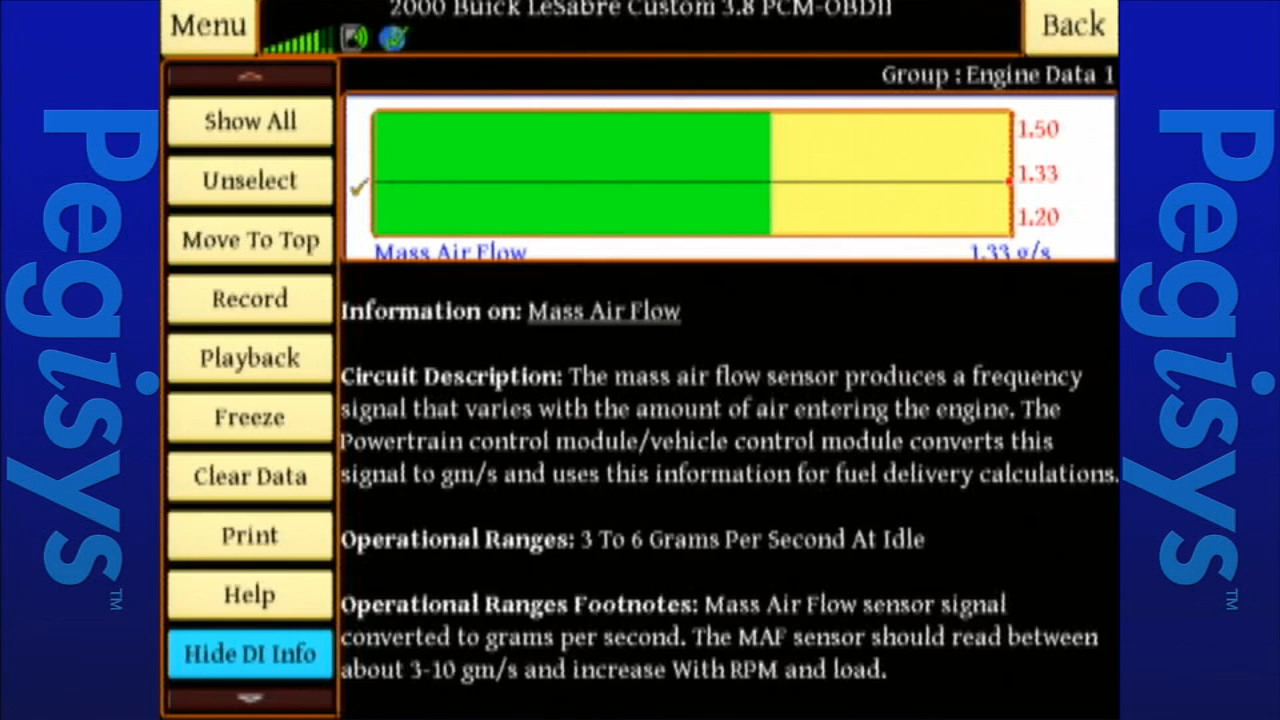 2000 Buick LeSabre Custom 3.8 PCM-OBDII
Menu
Back
Group : Engine Data 1
Show All
Unselect
Move To Top
Record
Playback
Freeze
Clear Data
Print
Help
Hide DI Info
1.50
1.33
1.20
Mass Air Flow
1.33 g/s
Information on: Mass Air Flow
Circuit Description: The mass air flow sensor produces a frequency
signal that varies with the amount of air entering the engine. The
Powertrain control module/vehicle control module converts this
signal to gm/s and uses this information for fuel delivery calculations.
Operational Ranges: 3 To 6 Grams Per Second At Idle
Operational Ranges Footnotes: Mass Air Flow sensor signal
converted to grams per second. The MAF sensor should read between
about 3-10 gm/s and increase With RPM and load.
Pegisys™
Pegisys™